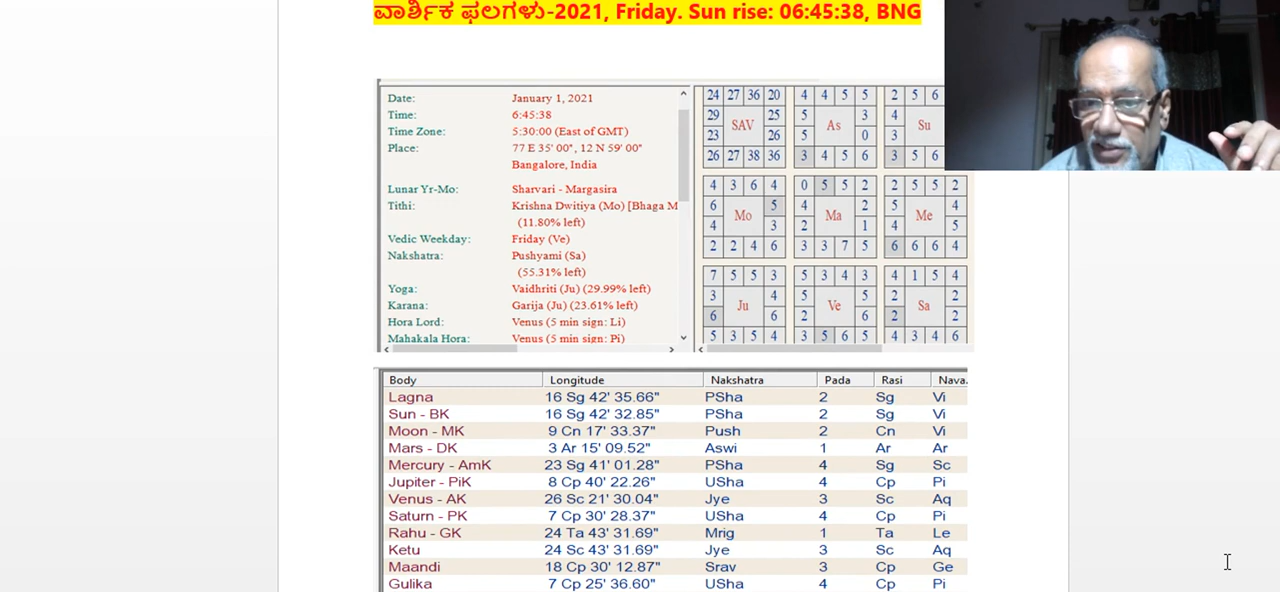 ವಾರ್ಶಿಕ ಫಲಗಳು-2021, Friday. Sun rise: 06:45:38, BNG
Date: January 1, 2021
Time: 6:45:38
Time Zone: 5:30:00 (East of GMT)
Place: 77 E 35' 00", 12 N 59' 00"
Bangalore, India
Lunar Yr-Mo: Sharvari - Margasira
Tithi: Krishna Dwitiya (Mo) [Bhaga M
(11.80% left)
Vedic Weekday: Friday (Ve)
Nakshatra: Pushyami (Sa)
(55.31% left)
Yoga: Vaidhriti (Ju) (29.99% left)
Karana: Garija (Ju) (23.61% left)
Hora Lord: Venus (5 min sign: Li)
Mahakala Hora: Venus (5 min sign: Pi)
24 27 36 20 4 4 5 5 2 5 6
29 SAV 25 5 As 3 4 Su
23 26 5 0 3
26 27 38 36 3 4 5 6 3 5 6
4 3 6 4 0 5 5 2 2 5 5 2
6 Mo 5 4 Ma 2 5 Me 4
4 3 2 1 4 5
2 2 4 6 3 3 7 5 6 6 6 4
7 5 5 3 5 3 4 3 4 1 5 4
3 Ju 4 5 Ve 2 2 Sa 2
6 6 2 6 2 2
5 3 5 4 3 5 6 5 4 3 4 6
Body Longitude Nakshatra Pada Rasi Nava.
Lagna 16 Sg 42' 35.66" PSha 2 Sg Vi
Sun - BK 16 Sg 42' 32.85" PSha 2 Sg Vi
Moon - MK 9 Cn 17' 33.37" Push 2 Cn Vi
Mars - DK 3 Ar 15' 09.52" Aswi 1 Ar Ar
Mercury - AmK 23 Sg 41' 01.28" PSha 4 Sg Sc
Jupiter - PiK 8 Cp 40' 22.26" USha 4 Cp Pi
Venus - AK 26 Sc 21' 30.04" Jye 3 Sc Aq
Saturn - PK 7 Cp 30' 28.37" USha 4 Cp Pi
Rahu - GK 24 Ta 43' 31.69" Mrig 1 Ta Le
Ketu 24 Sc 43' 31.69" Jye 3 Sc Aq
Maandi 18 Cp 30' 12.87" Srav 3 Cp Ge
Gulika 7 Cp 25' 36.60" USha 4 Cp Pi